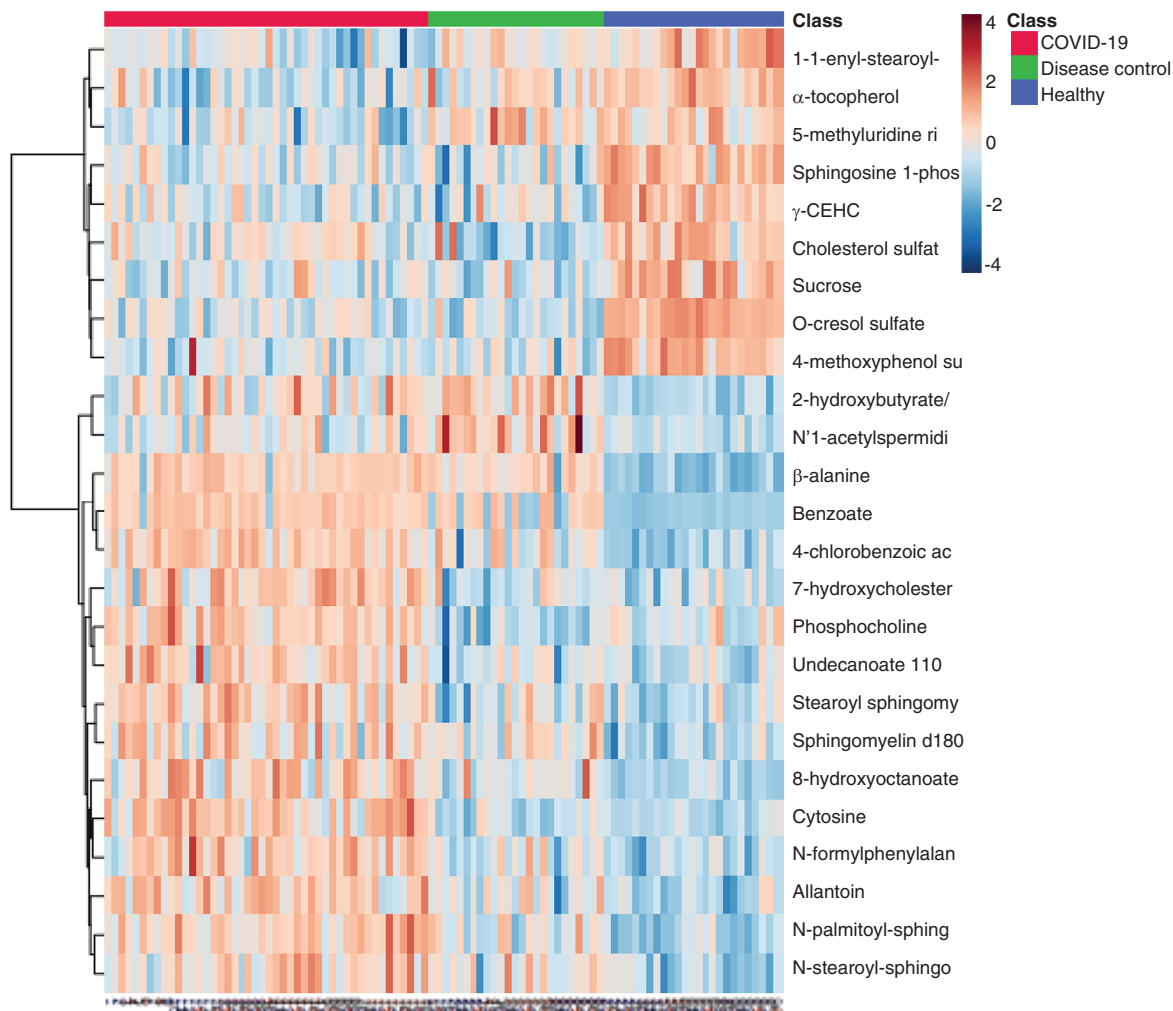 Class
4
2
0
-2
-4
Class
COVID-19
Disease control
Healthy
1-1-enyl-stearoyl-
α-tocopherol
5-methyluridine ri
Sphingosine 1-phos
γ-CEHC
Cholesterol sulfat
Sucrose
O-cresol sulfate
4-methoxyphenol su
2-hydroxybutyrate/
N'1-acetylspermidi
β-alanine
Benzoate
4-chlorobenzoic ac
7-hydroxycholester
Phosphocholine
Undecanoate 110
Stearoyl sphingomy
Sphingomyelin d180
8-hydroxyoctanoate
Cytosine
N-formylphenylalan
Allantoin
N-palmitoyl-sphing
N-stearoyl-sphingo